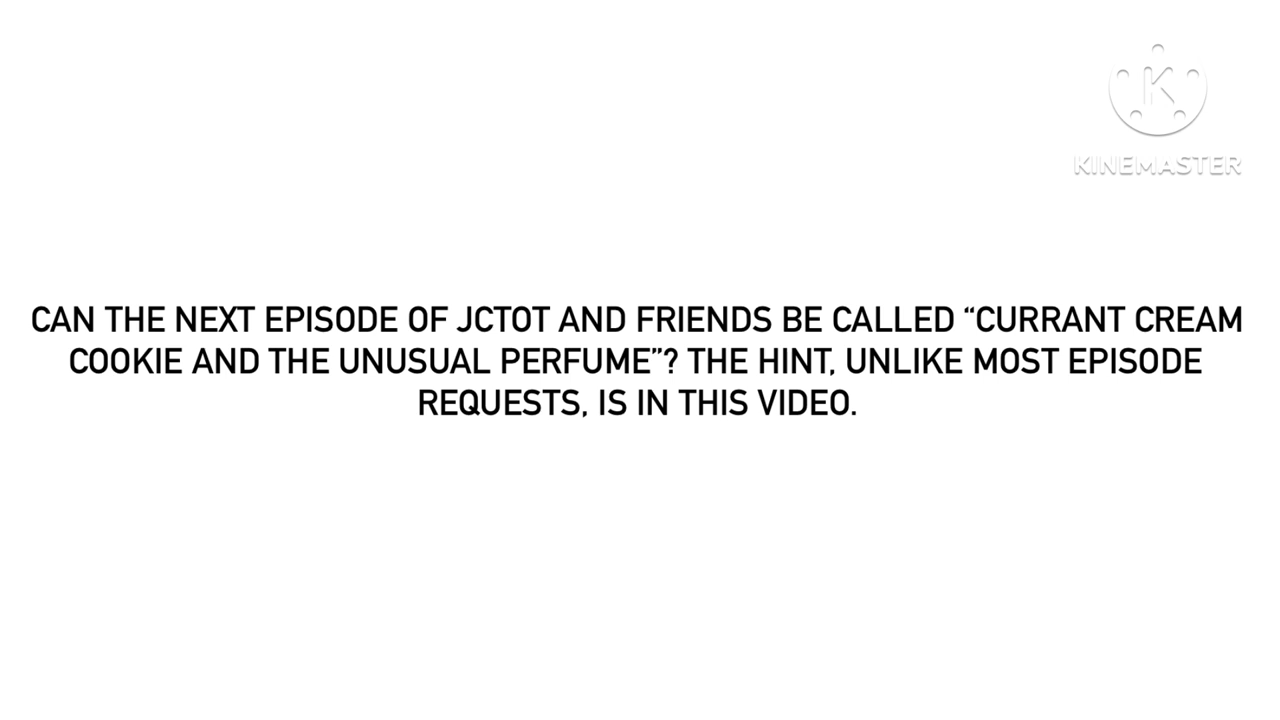 KINEMASTER
CAN THE NEXT EPISODE OF JCTOT AND FRIENDS BE CALLED “CURRANT CREAM
COOKIE AND THE UNUSUAL PERFUME”? THE HINT, UNLIKE MOST EPISODE
REQUESTS, IS IN THIS VIDEO.